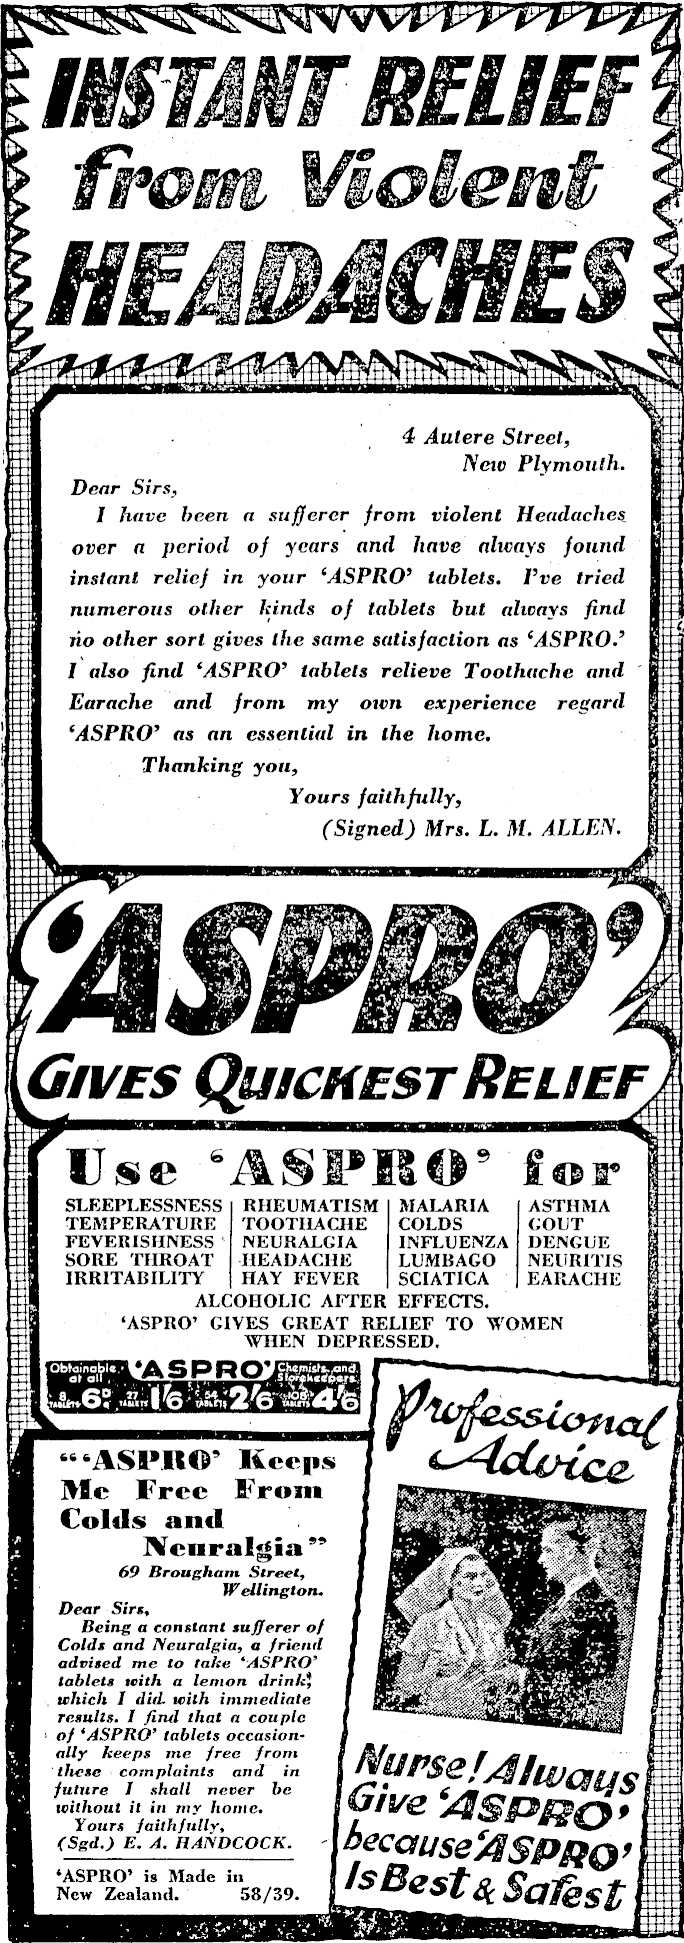 INSTANT RELIEF
from Violent
HEADACHES
4 Autere Street,
New Plymouth.
Dear Sirs,
I have been a sufferer from violent Headaches
over a period of years and have always found
instant relief in your ‘ASPRO’ tablets. I’ve tried
numerous other kinds of tablets but always find
no other sort gives the same satisfaction as ‘ASPRO.’
I also find ‘ASPRO’ tablets relieve Toothache and
Earache and from my own experience regard
‘ASPRO’ as an essential in the home.
Thanking you,
Yours faithfully,
(Signed) Mrs. L. M. ALLEN.
‘ASPRO’
GIVES QUICKEST RELIEF
Use ‘ASPRO’ for
SLEEPLESSNESS
TEMPERATURE
FEVERISHNESS
SORE THROAT
IRRITABILITY
RHEUMATISM
TOOTHACHE
NEURALGIA
HEADACHE
HAY FEVER
MALARIA
COLDS
INFLUENZA
LUMBAGO
SCIATICA
ASTHMA
GOUT
DENGUE
NEURITIS
EARACHE
ALCOHOLIC AFTER EFFECTS.
‘ASPRO’ GIVES GREAT RELIEF TO WOMEN
WHEN DEPRESSED.
Obtainable at all ‘ASPRO’ Chemists and Storekeepers
8 TABLETS 6D 27 TABLETS 1/6 54 TABLETS 2/6 108 TABLETS 4/6
“‘ASPRO’ Keeps
Me Free From
Colds and
Neuralgia”
69 Brougham Street,
Wellington.
Dear Sirs,
Being a constant sufferer of
Colds and Neuralgia, a friend
advised me to take ‘ASPRO’
tablets with a lemon drink,
which I did with immediate
results. I find that a couple
of ‘ASPRO’ tablets occasion-
ally keeps me free from
these complaints and in
future I shall never be
without it in my home.
Yours faithfully,
(Sgd.) E. A. HANDCOCK.
‘ASPRO’ is Made in
New Zealand. 58/39.
Professional
Advice
Nurse! Always
Give ‘ASPRO’
because ‘ASPRO’
Is Best & Safest